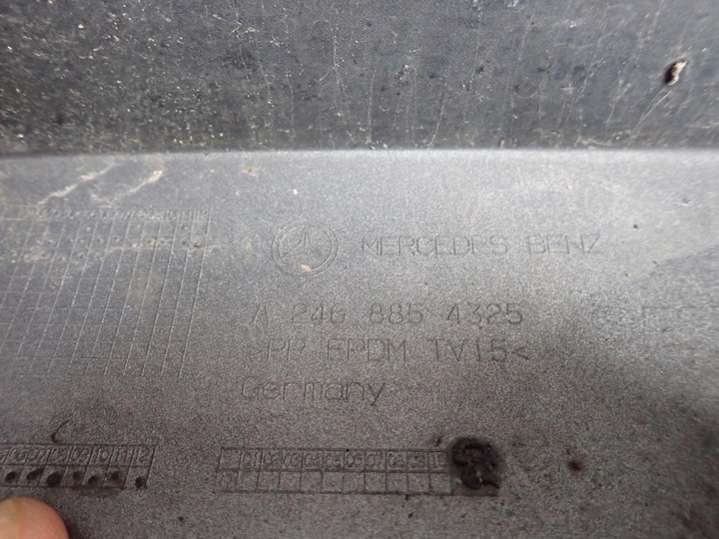 MERCEDES BENZ
A 246 885 4325
>PP EPDM TV15<
Germany